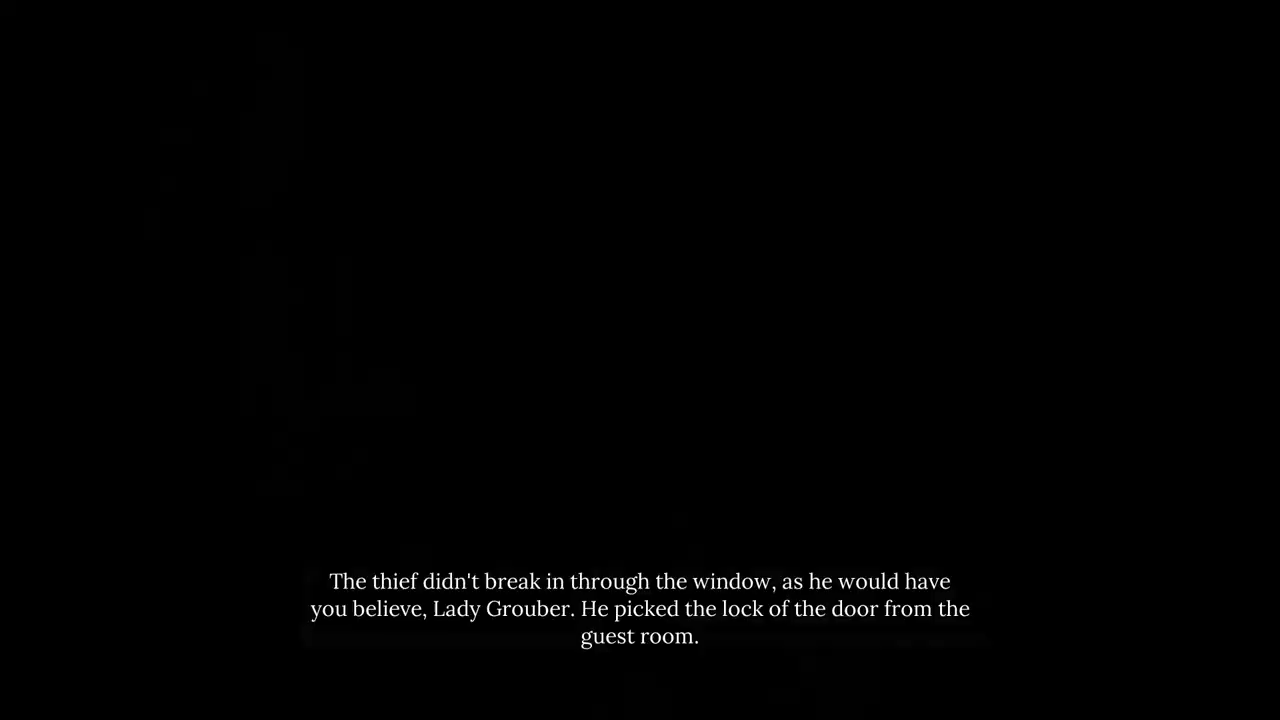 The thief didn't break in through the window, as he would have
you believe, Lady Grouber. He picked the lock of the door from the
guest room.